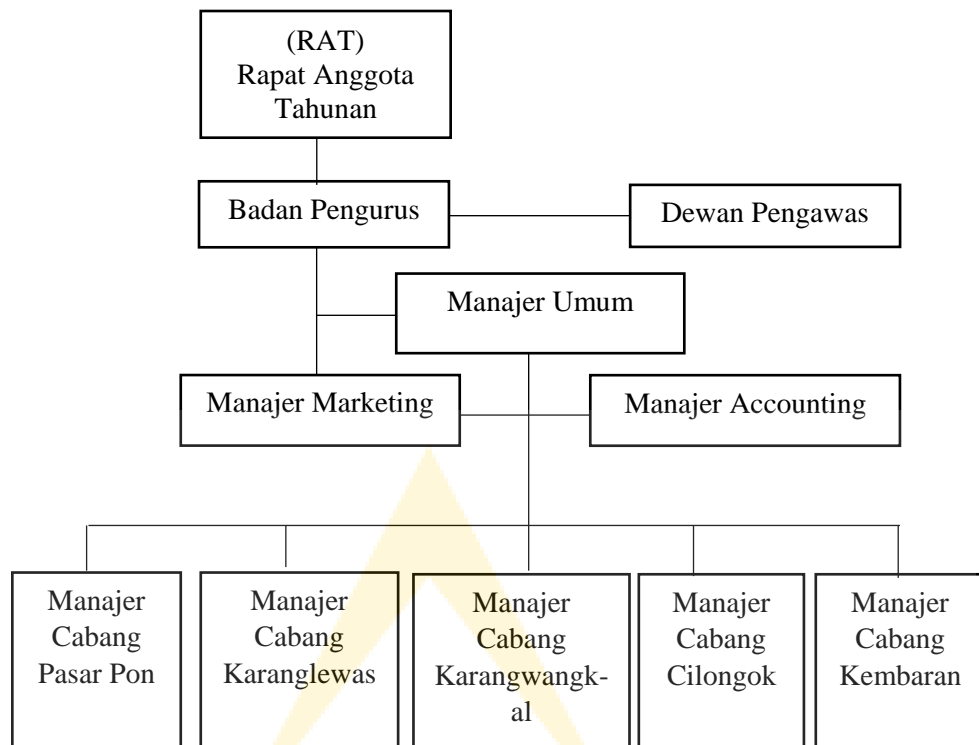 (RAT)
Rapat Anggota
Tahunan
Badan Pengurus
Dewan Pengawas
Manajer Umum
Manajer Marketing
Manajer Accounting
Manajer
Cabang
Pasar Pon
Manajer
Cabang
Karanglewas
Manajer
Cabang
Karangwangk-
al
Manajer
Cabang
Cilongok
Manajer
Cabang
Kembaran